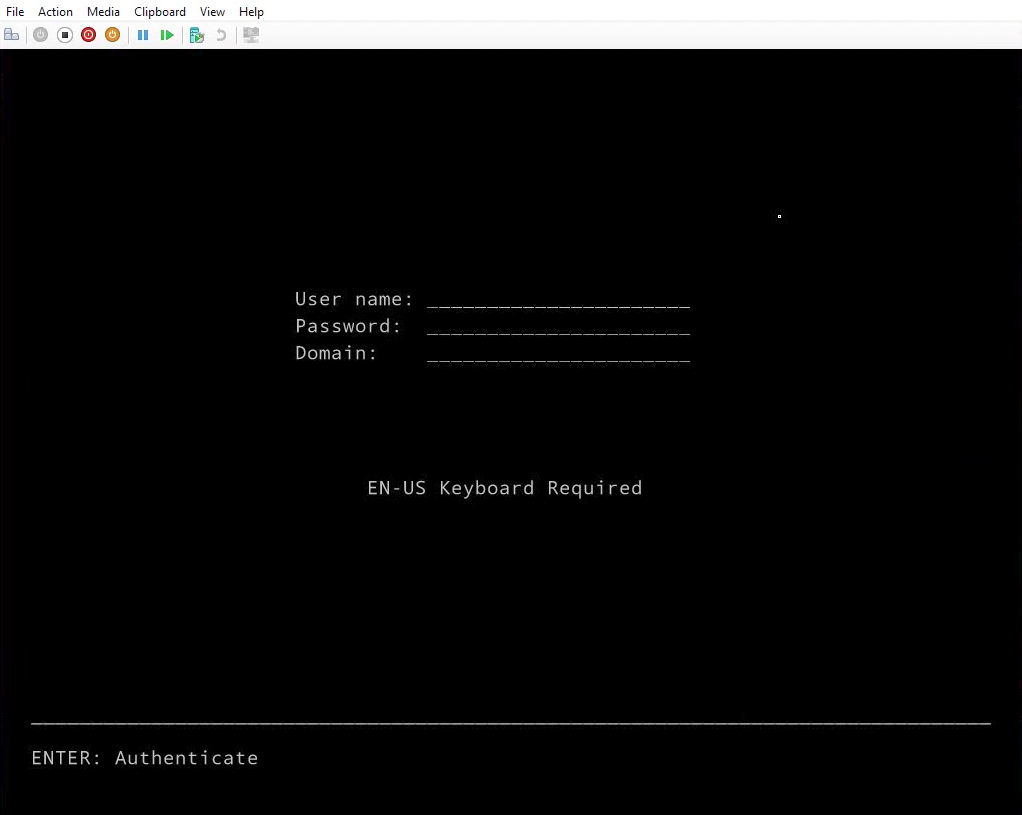 File Action Media Clipboard View Help
User name: ______________________
Password: ______________________
Domain: ______________________
EN-US Keyboard Required
ENTER: Authenticate